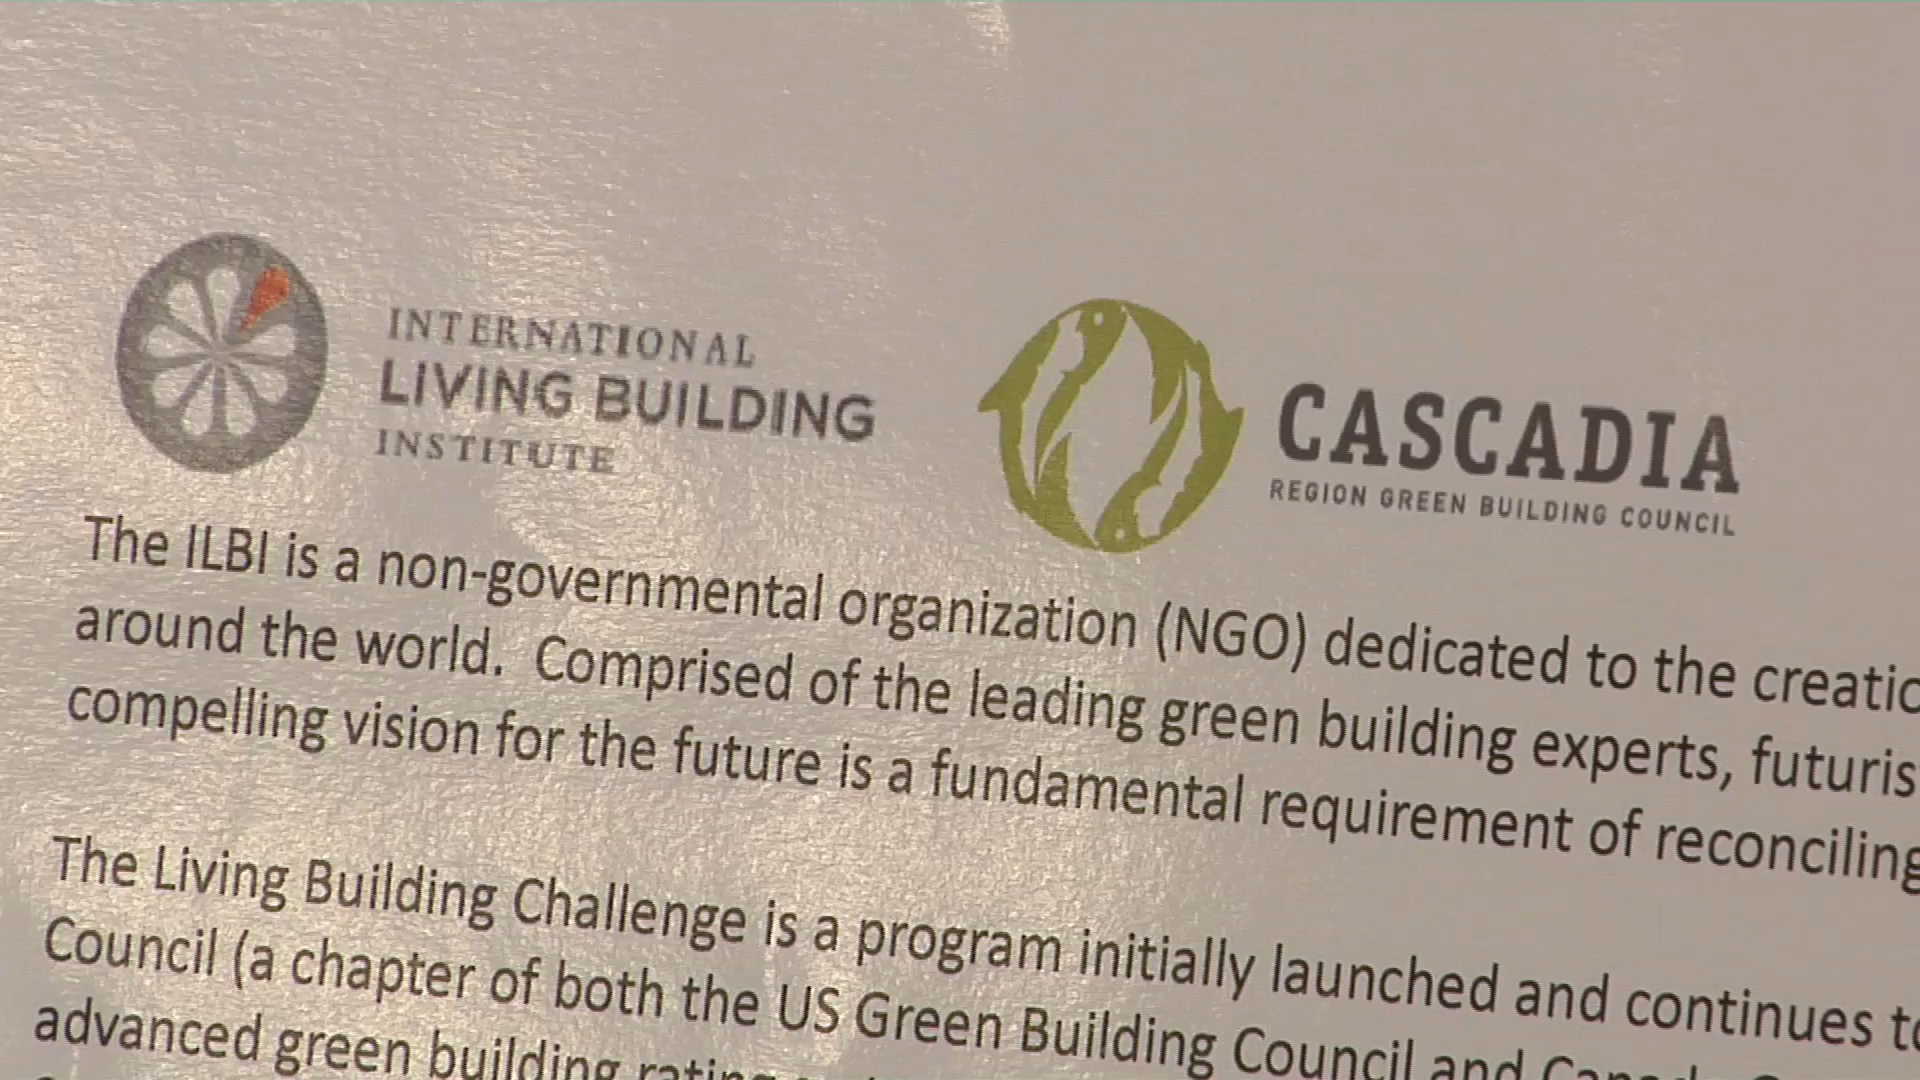 INTERNATIONAL
LIVING BUILDING
INSTITUTE
CASCADIA
REGION GREEN BUILDING COUNCIL
The ILBI is a non-governmental organization (NGO) dedicated to the
around the world. Comprised of the leading green building experts,
compelling vision for the future is a fundamental requirement of reconciling
The Living Building Challenge is a program initially launched and continues
Council (a chapter of both the US Green Building Council and
advanced green building